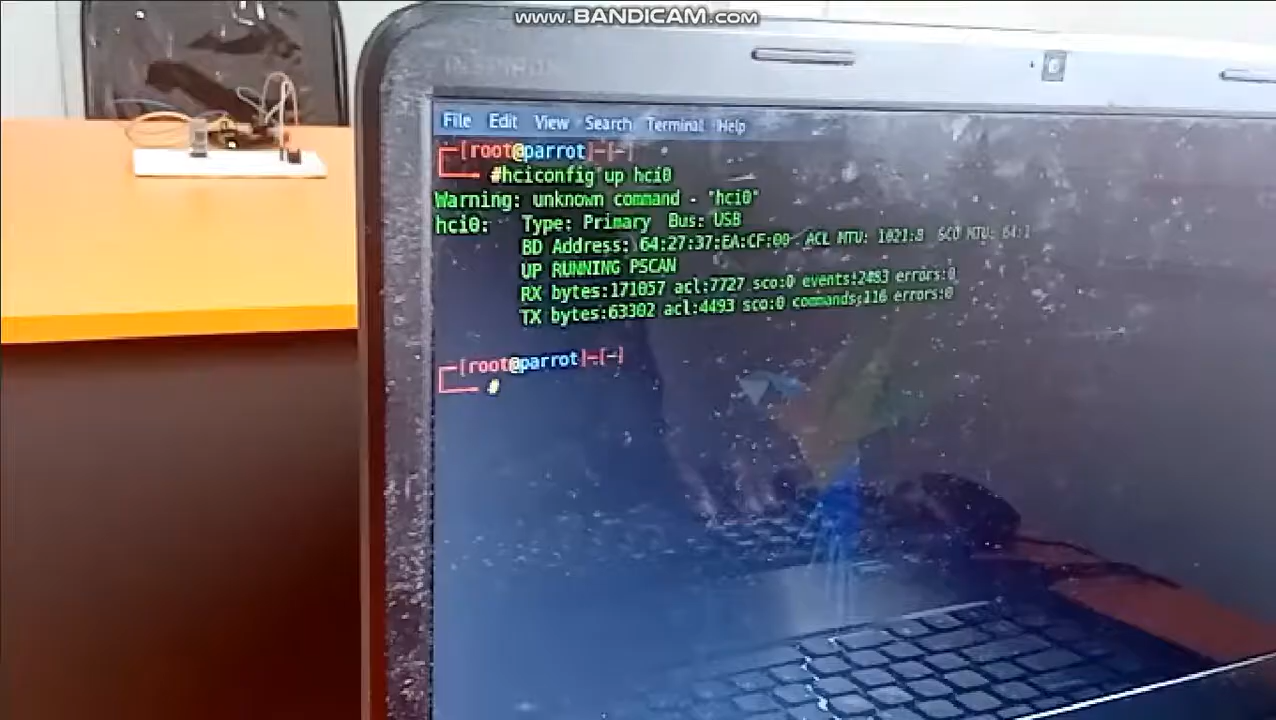 www.BANDICAM.com
INSPIRON
File Edit View Search Terminal Help
┌─[root@parrot]─[~]
└──╼ #hciconfig up hci0
Warning: unknown command - "hci0"
hci0: Type: Primary Bus: USB
BD Address: 64:27:37:EA:CF:00 ACL MTU: 1021:8 SCO MTU: 64:1
UP RUNNING PSCAN
RX bytes:171057 acl:7727 sco:0 events:2483 errors:0
TX bytes:63302 acl:4493 sco:0 commands:116 errors:0
┌─[root@parrot]─[~]
└──╼ #